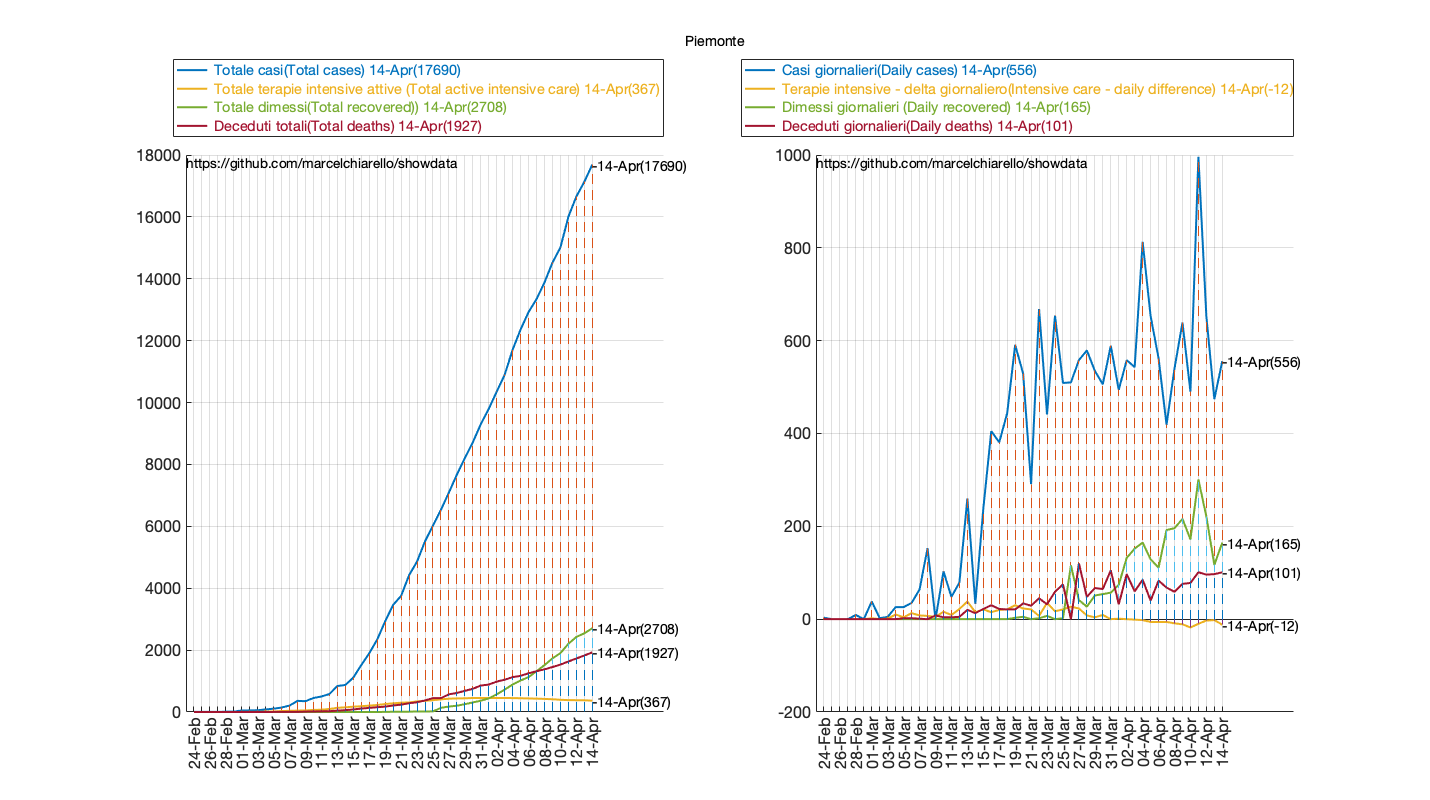 Piemonte
Totale casi(Total cases) 14-Apr(17690)
Totale terapie intensive attive (Total active intensive care) 14-Apr(367)
Totale dimessi(Total recovered)) 14-Apr(2708)
Deceduti totali(Total deaths) 14-Apr(1927)
Casi giornalieri(Daily cases) 14-Apr(556)
Terapie intensive - delta giornaliero(Intensive care - daily difference) 14-Apr(-12)
Dimessi giornalieri (Daily recovered) 14-Apr(165)
Deceduti giornalieri(Daily deaths) 14-Apr(101)
https://github.com/marcelchiarello/showdata
18000
16000
14000
12000
10000
8000
6000
4000
2000
0
14-Apr(17690)
14-Apr(2708)
14-Apr(1927)
14-Apr(367)
24-Feb
26-Feb
28-Feb
01-Mar
03-Mar
05-Mar
07-Mar
09-Mar
11-Mar
13-Mar
15-Mar
17-Mar
19-Mar
21-Mar
23-Mar
25-Mar
27-Mar
29-Mar
31-Mar
02-Apr
04-Apr
06-Apr
08-Apr
10-Apr
12-Apr
14-Apr
https://github.com/marcelchiarello/showdata
1000
800
600
400
200
0
-200
14-Apr(556)
14-Apr(165)
14-Apr(101)
14-Apr(-12)
24-Feb
26-Feb
28-Feb
01-Mar
03-Mar
05-Mar
07-Mar
09-Mar
11-Mar
13-Mar
15-Mar
17-Mar
19-Mar
21-Mar
23-Mar
25-Mar
27-Mar
29-Mar
31-Mar
02-Apr
04-Apr
06-Apr
08-Apr
10-Apr
12-Apr
14-Apr